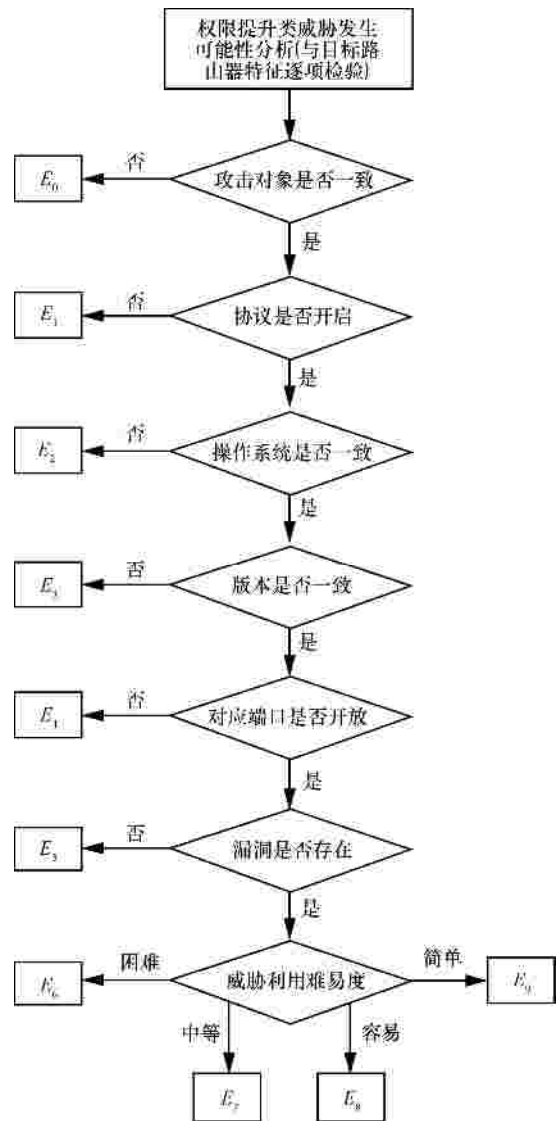 权限提升类威胁发生
可能性分析(与目标路
由器特征逐项检验)
否
E₀
攻击对象是否一致
是
否
E₁
协议是否开启
是
否
E₂
操作系统是否一致
是
否
E₃
版本是否一致
是
否
E₄
对应端口是否开放
是
否
E₅
漏洞是否存在
是
困难
E₆
威胁利用难易度
简单
E₉
中等
容易
E₇
E₈